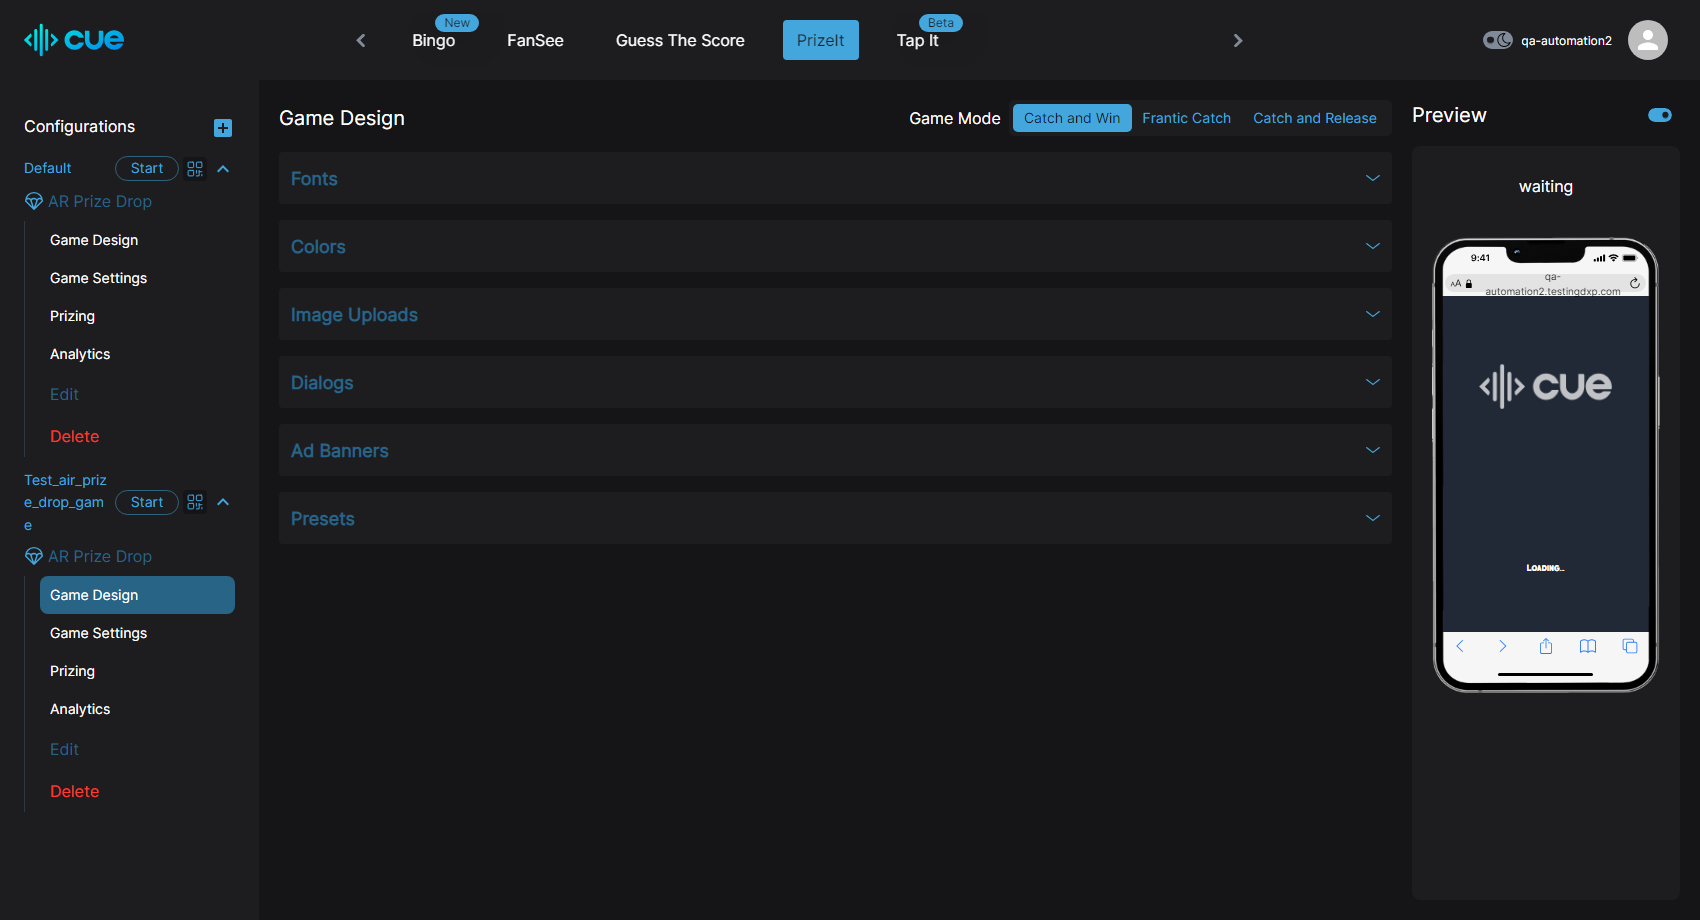 cue
New
Bingo
FanSee
Guess The Score
PrizeIt
Beta
Tap It
qa-automation2
Configurations
Default
Start
AR Prize Drop
Game Design
Game Settings
Prizing
Analytics
Edit
Delete
Test_air_priz
e_drop_gam
e
Start
AR Prize Drop
Game Design
Game Settings
Prizing
Analytics
Edit
Delete
Game Design
Game Mode
Catch and Win
Frantic Catch
Catch and Release
Fonts
Colors
Image Uploads
Dialogs
Ad Banners
Presets
Preview
waiting
9:41
AA
qa-
automation2.testingdxp.com
cue
Loading...